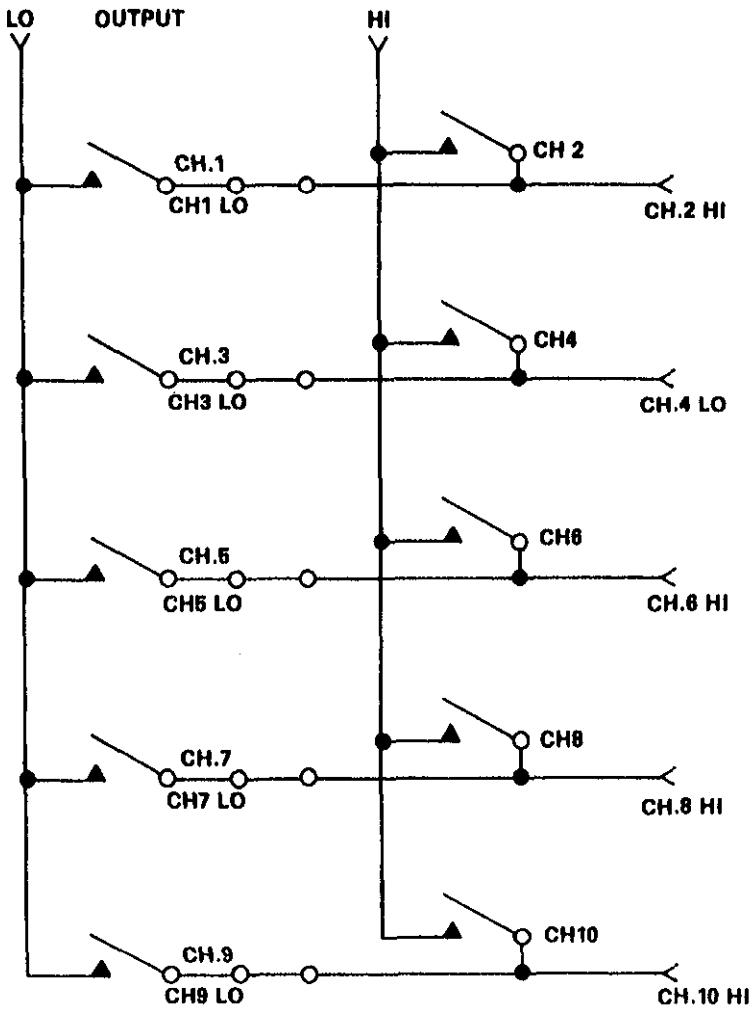 LO OUTPUT HI
CH 2
CH.1
CH1 LO
CH.2 HI
CH4
CH.3
CH3 LO
CH.4 LO
CH6
CH.5
CH5 LO
CH.6 HI
CH8
CH.7
CH7 LO
CH.8 HI
CH10
CH.9
CH9 LO
CH.10 HI